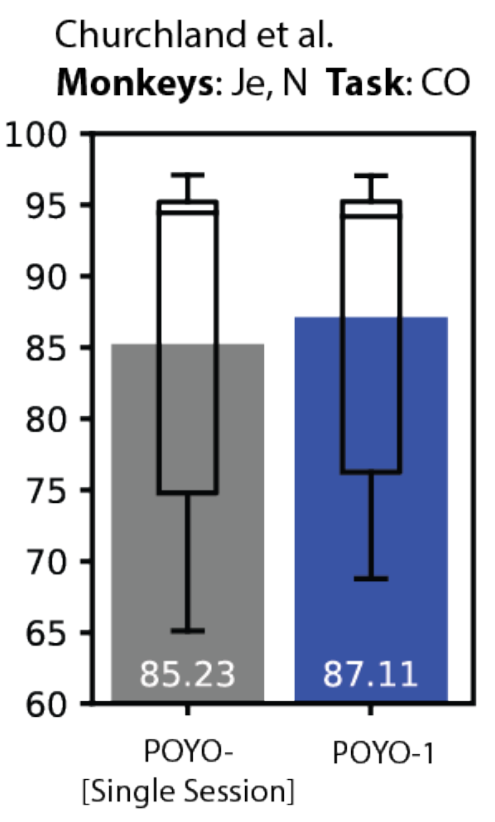 Churchland et al.
Monkeys: Je, N Task: CO
100
95
90
85
80
75
70
65
60
85.23 87.11
POYO- POYO-1
[Single Session]